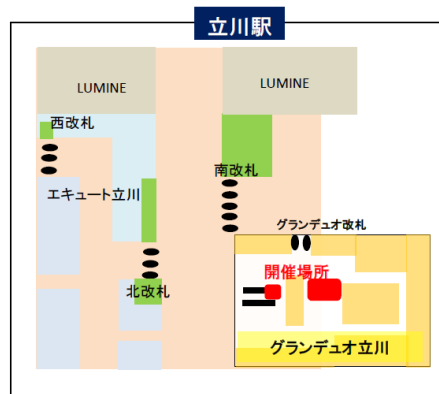 立川駅
LUMINE
LUMINE
西改札
南改札
エキュート立川
グランデュオ改札
開催場所
北改札
グランデュオ立川